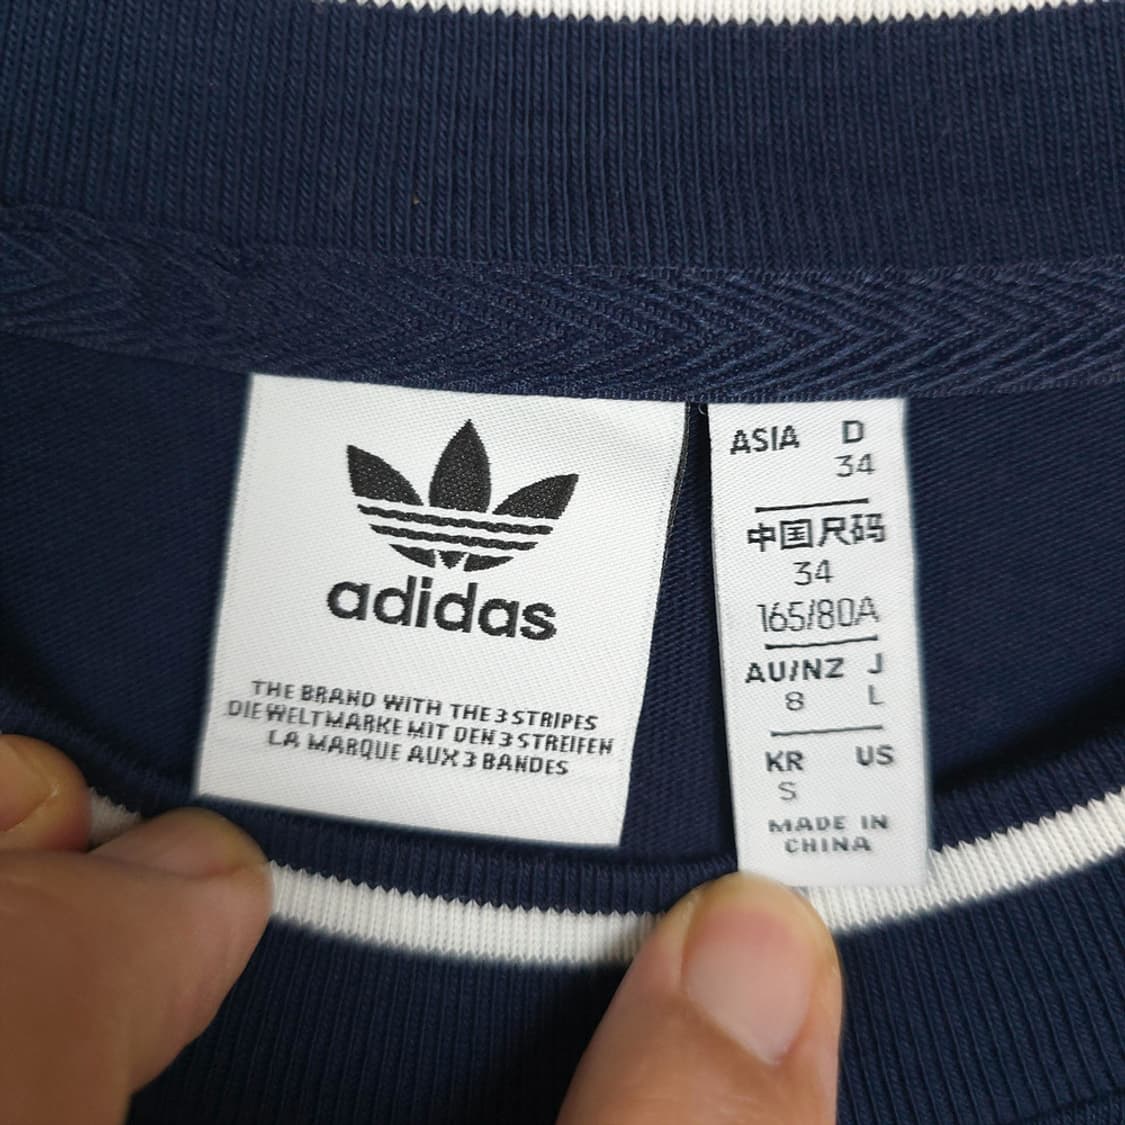 adidas
THE BRAND WITH THE 3 STRIPES
DIE WELTMARKE MIT DEN 3 STREIFEN
LA MARQUE AUX 3 BANDES
ASIA D
34
中国尺码
34
165/80A
AU/NZ J
8 L
KR US
S
MADE IN
CHINA